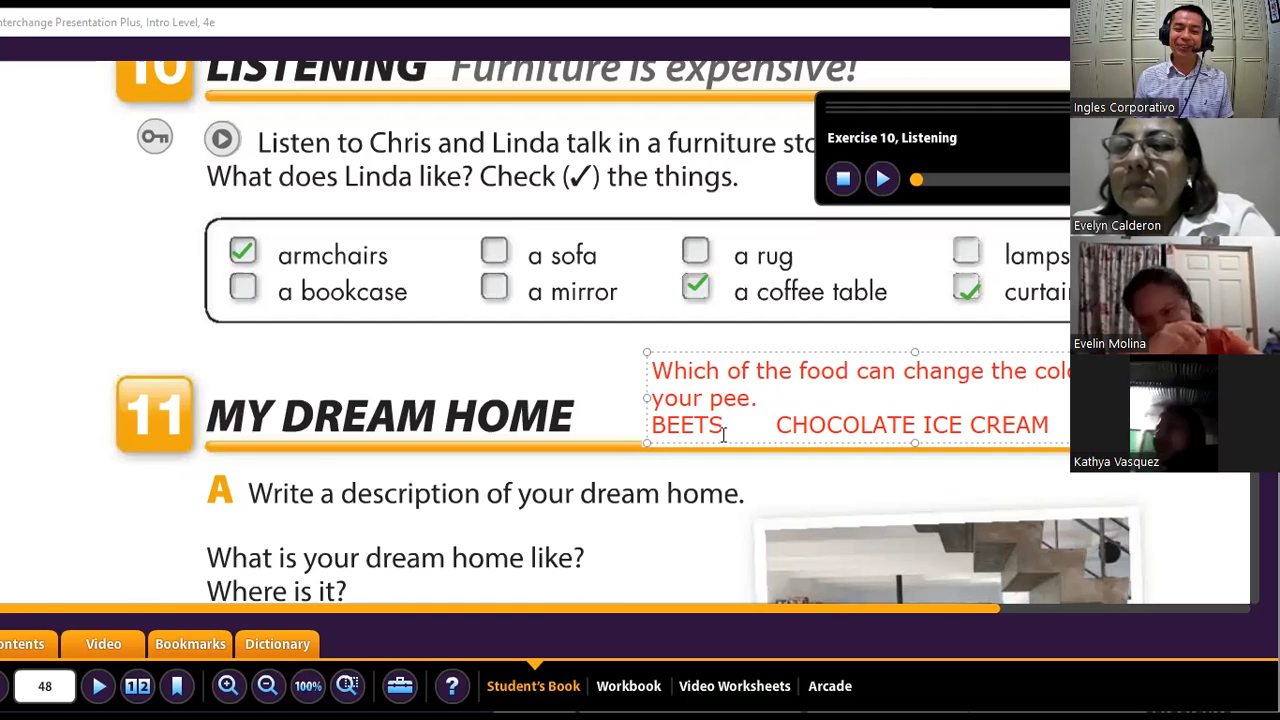 nterchange Presentation Plus, Intro Level, 4e
10 LISTENING Furniture is expensive!
Ingles Corporativo
Exercise 10, Listening
Listen to Chris and Linda talk in a furniture sto
What does Linda like? Check (✓) the things.
Evelyn Calderon
armchairs a sofa a rug lamps
a bookcase a mirror a coffee table curtai
Evelin Molina
Which of the food can change the colo
your pee.
BEETS CHOCOLATE ICE CREAM
11 MY DREAM HOME
Kathya Vasquez
A Write a description of your dream home.
What is your dream home like?
Where is it?
ontents Video Bookmarks Dictionary
48 1 2 100% ? Student's Book Workbook Video Worksheets Arcade